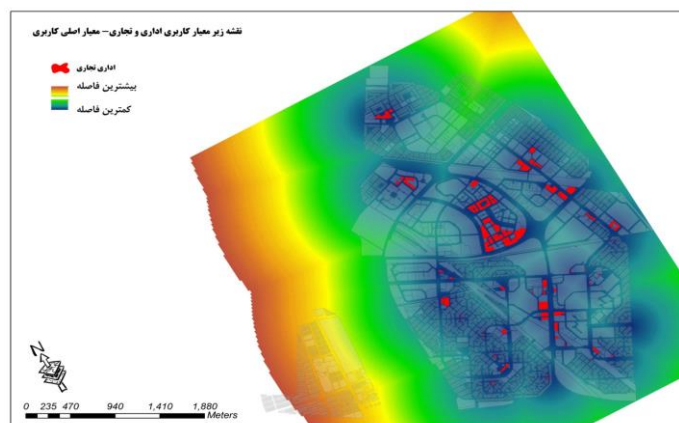 نقشه زیر معیار کاربری اداری و تجاری– معیار اصلی کاربری
اداری تجاری
بیشترین فاصله
کمترین فاصله
N
0 235 470 940 1,410 1,880
Meters